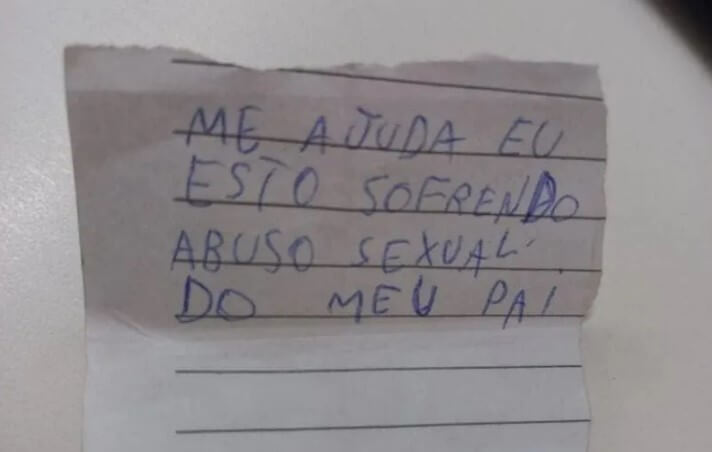 ME AJUDA EU
ESTO SOFRENDO
ABUSO SEXUAL
DO MEU PAI